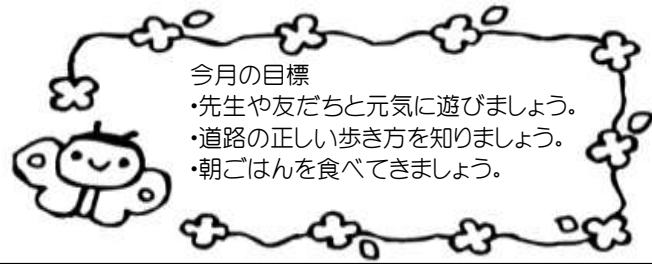 今月の目標
・先生や友だちと元気に遊びましょう。
・道路の正しい歩き方を知りましょう。
・朝ごはんを食べてきましょう。